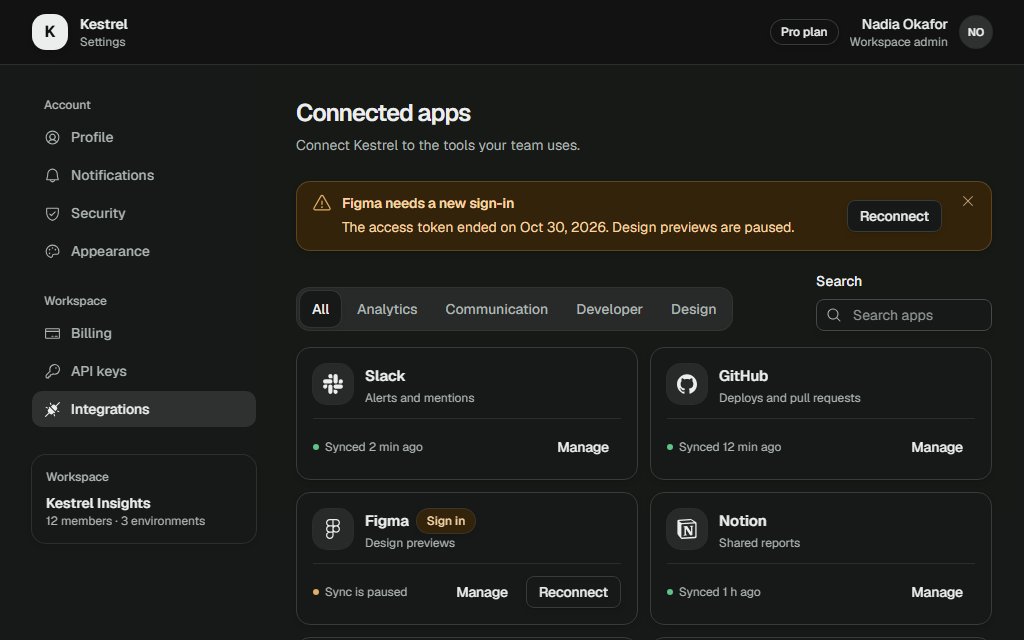 K
Kestrel
Settings
Pro plan
Nadia Okafor
Workspace admin
NO
Account
Profile
Notifications
Security
Appearance
Workspace
Billing
API keys
Integrations
Workspace
Kestrel Insights
12 members · 3 environments
Connected apps
Connect Kestrel to the tools your team uses.
Figma needs a new sign-in
The access token ended on Oct 30, 2026. Design previews are paused.
Reconnect
All
Analytics
Communication
Developer
Design
Search
Search apps
Slack
Alerts and mentions
Synced 2 min ago
Manage
GitHub
Deploys and pull requests
Synced 12 min ago
Manage
Figma
Sign in
Design previews
Sync is paused
Manage
Reconnect
Notion
Shared reports
Synced 1 h ago
Manage